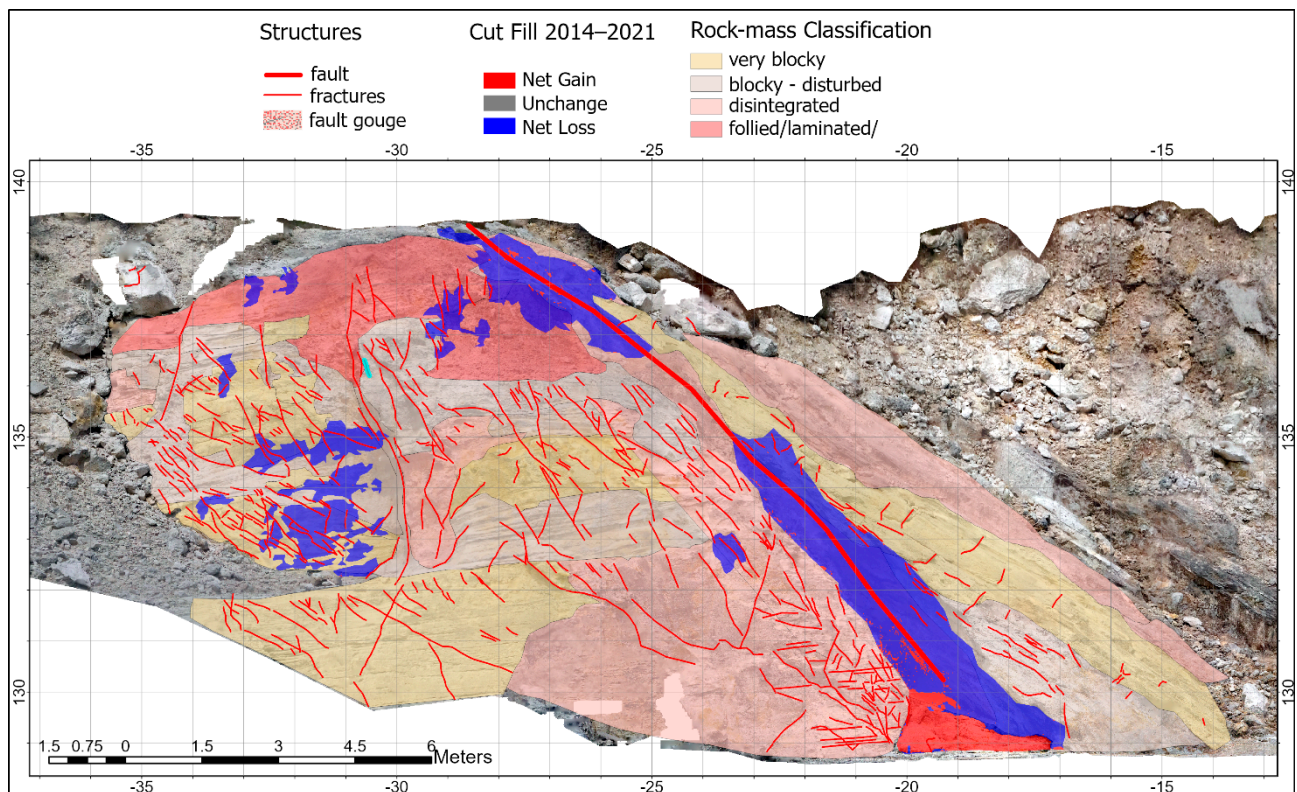 Structures
fault
fractures
fault gouge
Cut Fill 2014–2021
Net Gain
Unchange
Net Loss
Rock-mass Classification
very blocky
blocky - disturbed
disintegrated
follied/laminated/
-35 -30 -25 -20 -15
140 140
135 135
130 130
1.5 0.75 0 1.5 3 4.5 6 Meters
-35 -30 -25 -20 -15